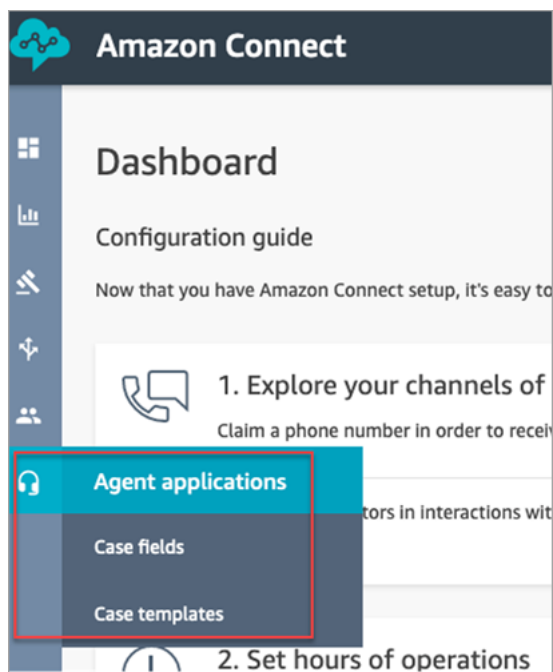 Amazon Connect
Dashboard
Configuration guide
Now that you have Amazon Connect setup, it's easy to
1. Explore your channels of
Claim a phone number in order to recei
Agent applications
tors in interactions wit
Case fields
Case templates
2. Set hours of operations